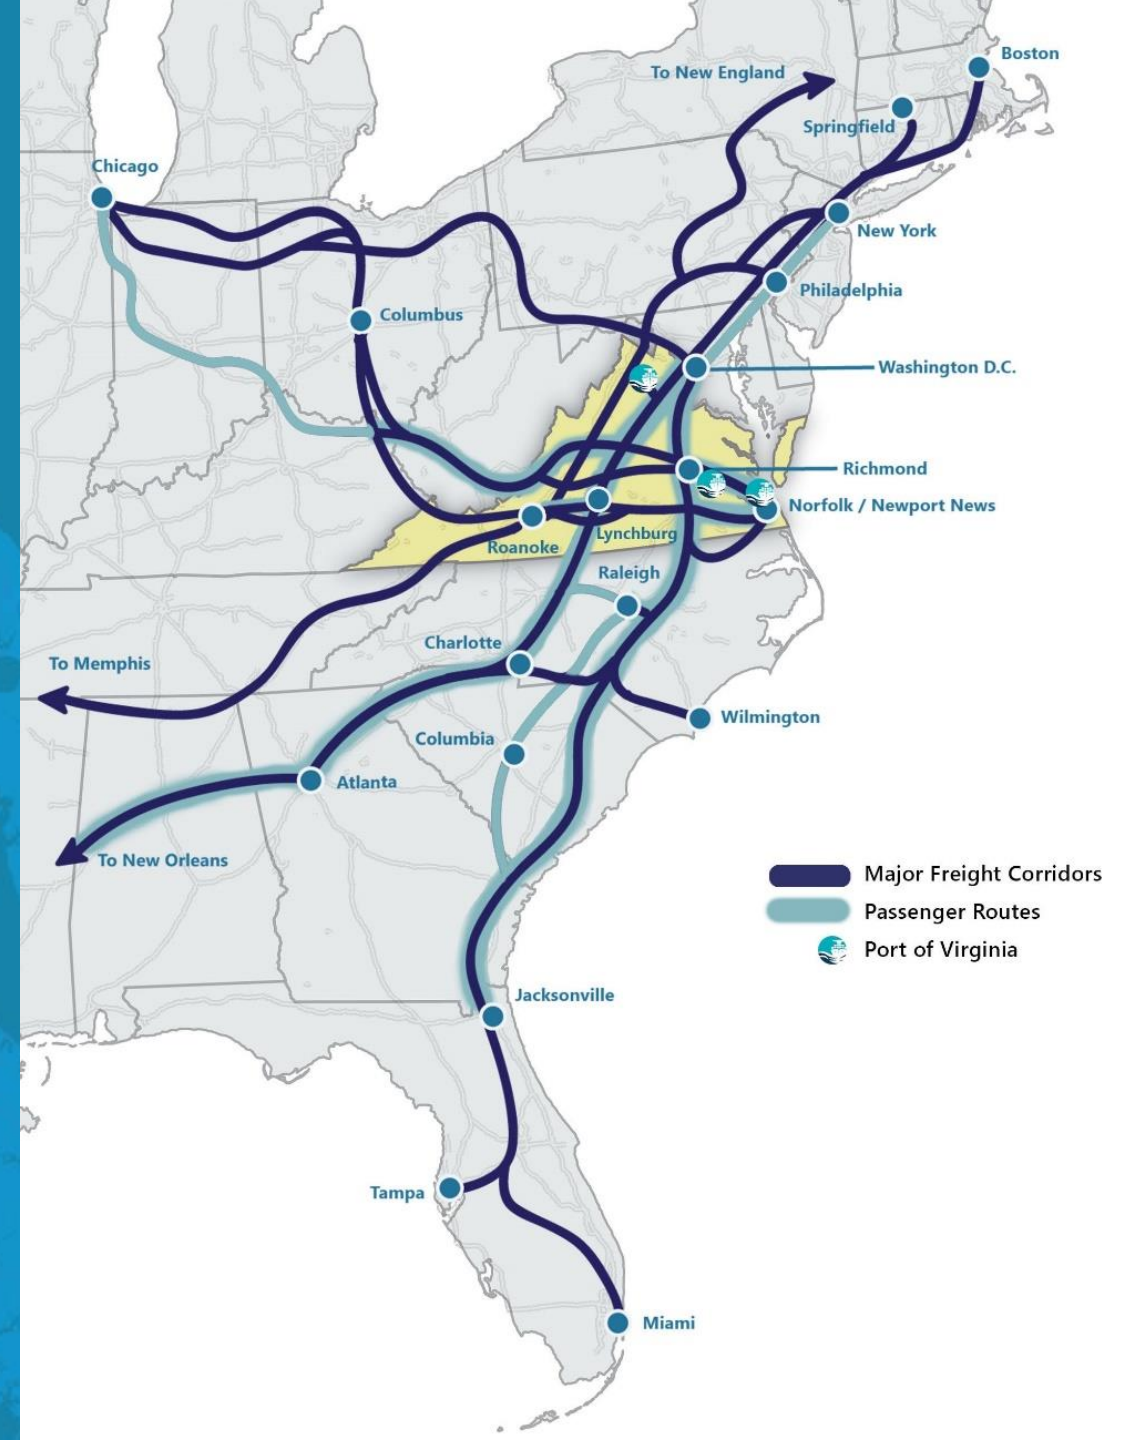 Boston
To New England
Springfield
Chicago
New York
Philadelphia
Columbus
Washington D.C.
Richmond
Norfolk / Newport News
Lynchburg
Roanoke
Raleigh
Charlotte
To Memphis
Wilmington
Columbia
Atlanta
To New Orleans
Major Freight Corridors
Passenger Routes
Port of Virginia
Jacksonville
Tampa
Miami